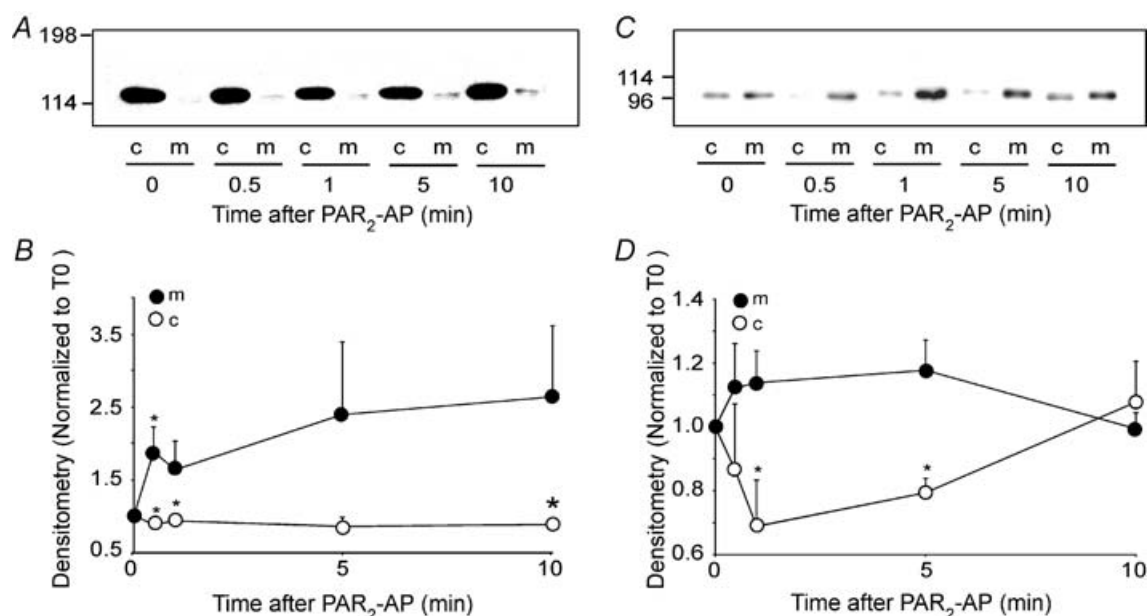 A
198
114
c m c m c m c m c m
0 0.5 1 5 10
Time after PAR₂-AP (min)
C
114
96
c m c m c m c m c m
0 0.5 1 5 10
Time after PAR₂-AP (min)
B
Densitometry (Normalized to T0 )
m
c
3.5
2.5
1.5
0.5
* * * *
0 5 10
Time after PAR₂-AP (min)
D
Densitometry (Normalized to T0 )
m
c
1.4
1.2
1.0
0.8
0.6
* *
0 5 10
Time after PAR₂-AP (min)